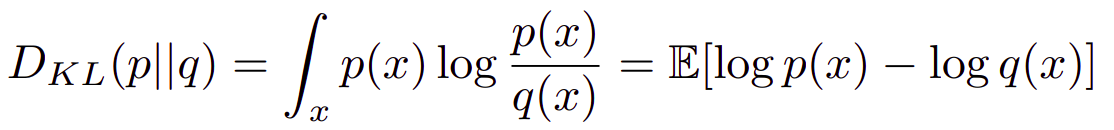 D_{KL}(p||q) = \int_x p(x) \log \frac{p(x)}{q(x)} = \mathbb{E}[\log p(x) − \log q(x)]